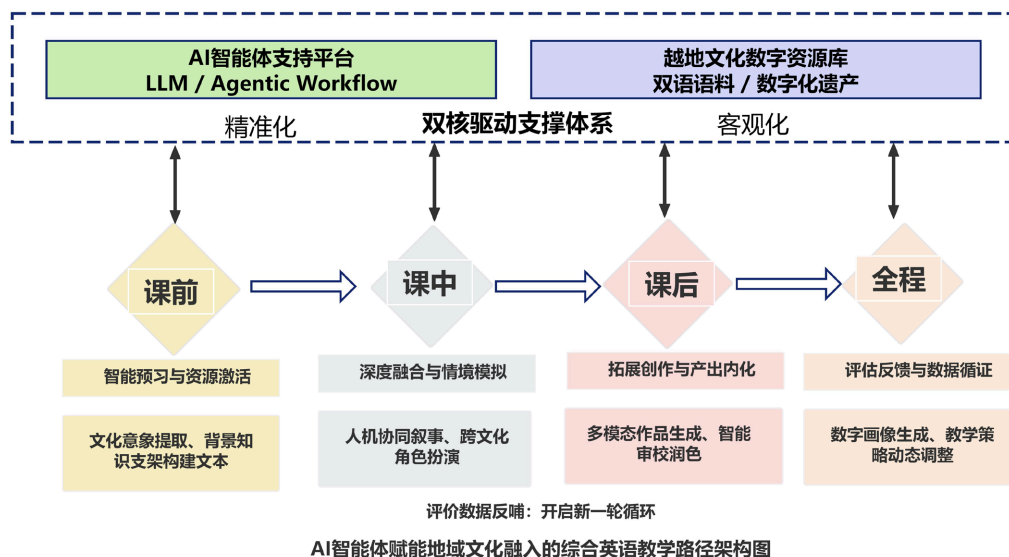 AI智能体支持平台
LLM / Agentic Workflow
越地文化数字资源库
双语语料 / 数字化遗产
精准化
双核驱动支撑体系
客观化
课前
课中
课后
全程
智能预习与资源激活
深度融合与情境模拟
拓展创作与产出内化
评估反馈与数据循证
文化意象提取、背景知
识支架构建文本
人机协同叙事、跨文化
角色扮演
多模态作品生成、智能
审校润色
数字画像生成、教学策
略动态调整
评价数据反哺：开启新一轮循环
AI智能体赋能地域文化融入的综合英语教学路径架构图